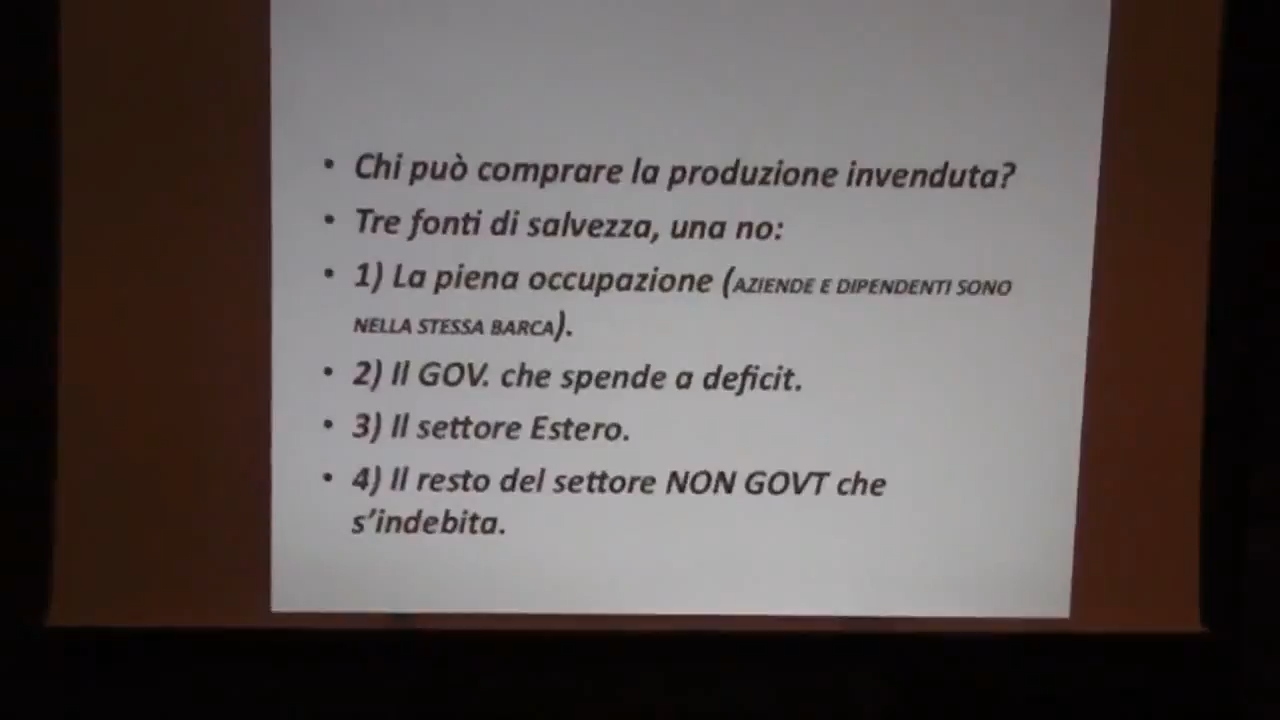 • Chi può comprare la produzione invenduta?
• Tre fonti di salvezza, una no:
• 1) La piena occupazione (AZIENDE E DIPENDENTI SONO
NELLA STESSA BARCA).
• 2) Il GOV. che spende a deficit.
• 3) Il settore Estero.
• 4) Il resto del settore NON GOVT che
s'indebita.